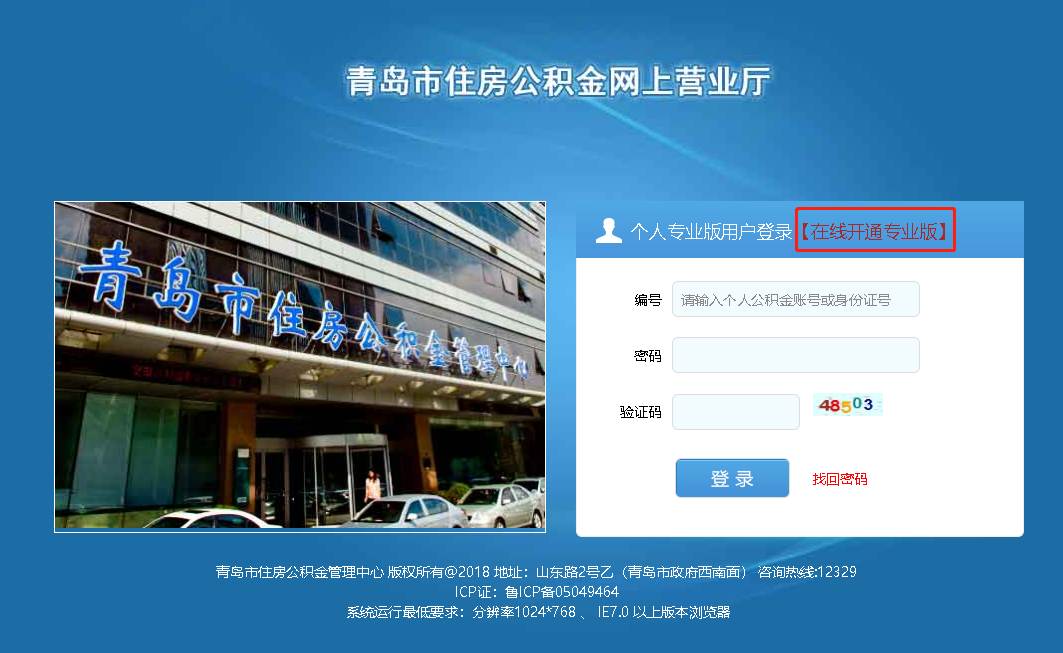 青岛市住房公积金网上营业厅
青岛市住房公积金管理中心
个人专业版用户登录【在线开通专业版】
编号 请输入个人公积金账号或身份证号
密码
验证码 48503
登 录 找回密码
青岛市住房公积金管理中心 版权所有@2018 地址：山东路2号乙（青岛市政府西南面） 咨询热线:12329
ICP证：鲁ICP备05049464
系统运行最低要求：分辨率1024*768 、 IE7.0 以上版本浏览器